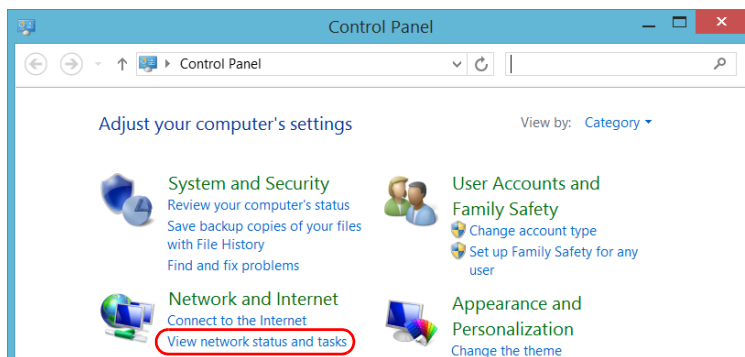 Control Panel
Control Panel
Adjust your computer's settings
View by: Category
System and Security
Review your computer's status
Save backup copies of your files
with File History
Find and fix problems
Network and Internet
Connect to the Internet
View network status and tasks
User Accounts and
Family Safety
Change account type
Set up Family Safety for any
user
Appearance and
Personalization
Change the theme